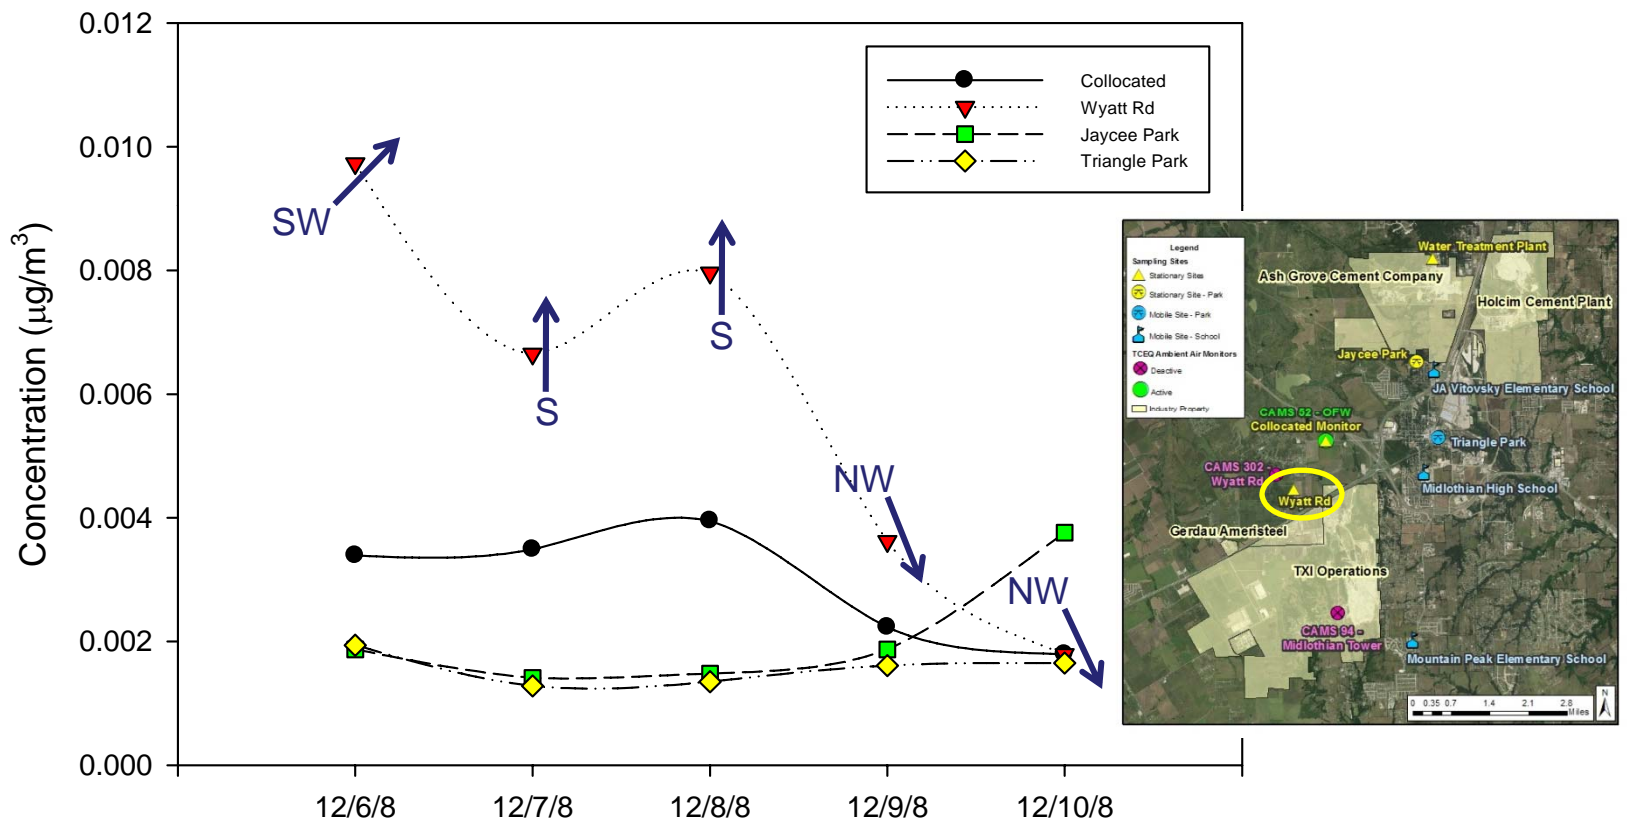 0.012
0.010
0.008
0.006
0.004
0.002
0.000
Concentration (µg/m³)
12/6/8
12/7/8
12/8/8
12/9/8
12/10/8
Collocated
Wyatt Rd
Jaycee Park
Triangle Park
SW
S
S
NW
NW
Legend
Sampling Sites
Stationary Sites
Stationary Site - Park
Mobile Site - Park
Mobile Site - School
TCEQ Ambient Air Monitors
Deactive
Active
Industry Property
Water Treatment Plant
Ash Grove Cement Company
Holcim Cement Plant
Jaycee Park
JA Vitovsky Elementary School
CAMS 52 - OFW
Collocated Monitor
Triangle Park
CAMS 302 -
Wyatt Rd
Midlothian High School
Wyatt Rd
Gerdau Ameristeel
TXI Operations
CAMS 94 -
Midlothian Tower
Mountain Peak Elementary School
0 0.35 0.7 1.4 2.1 2.8
Miles
N